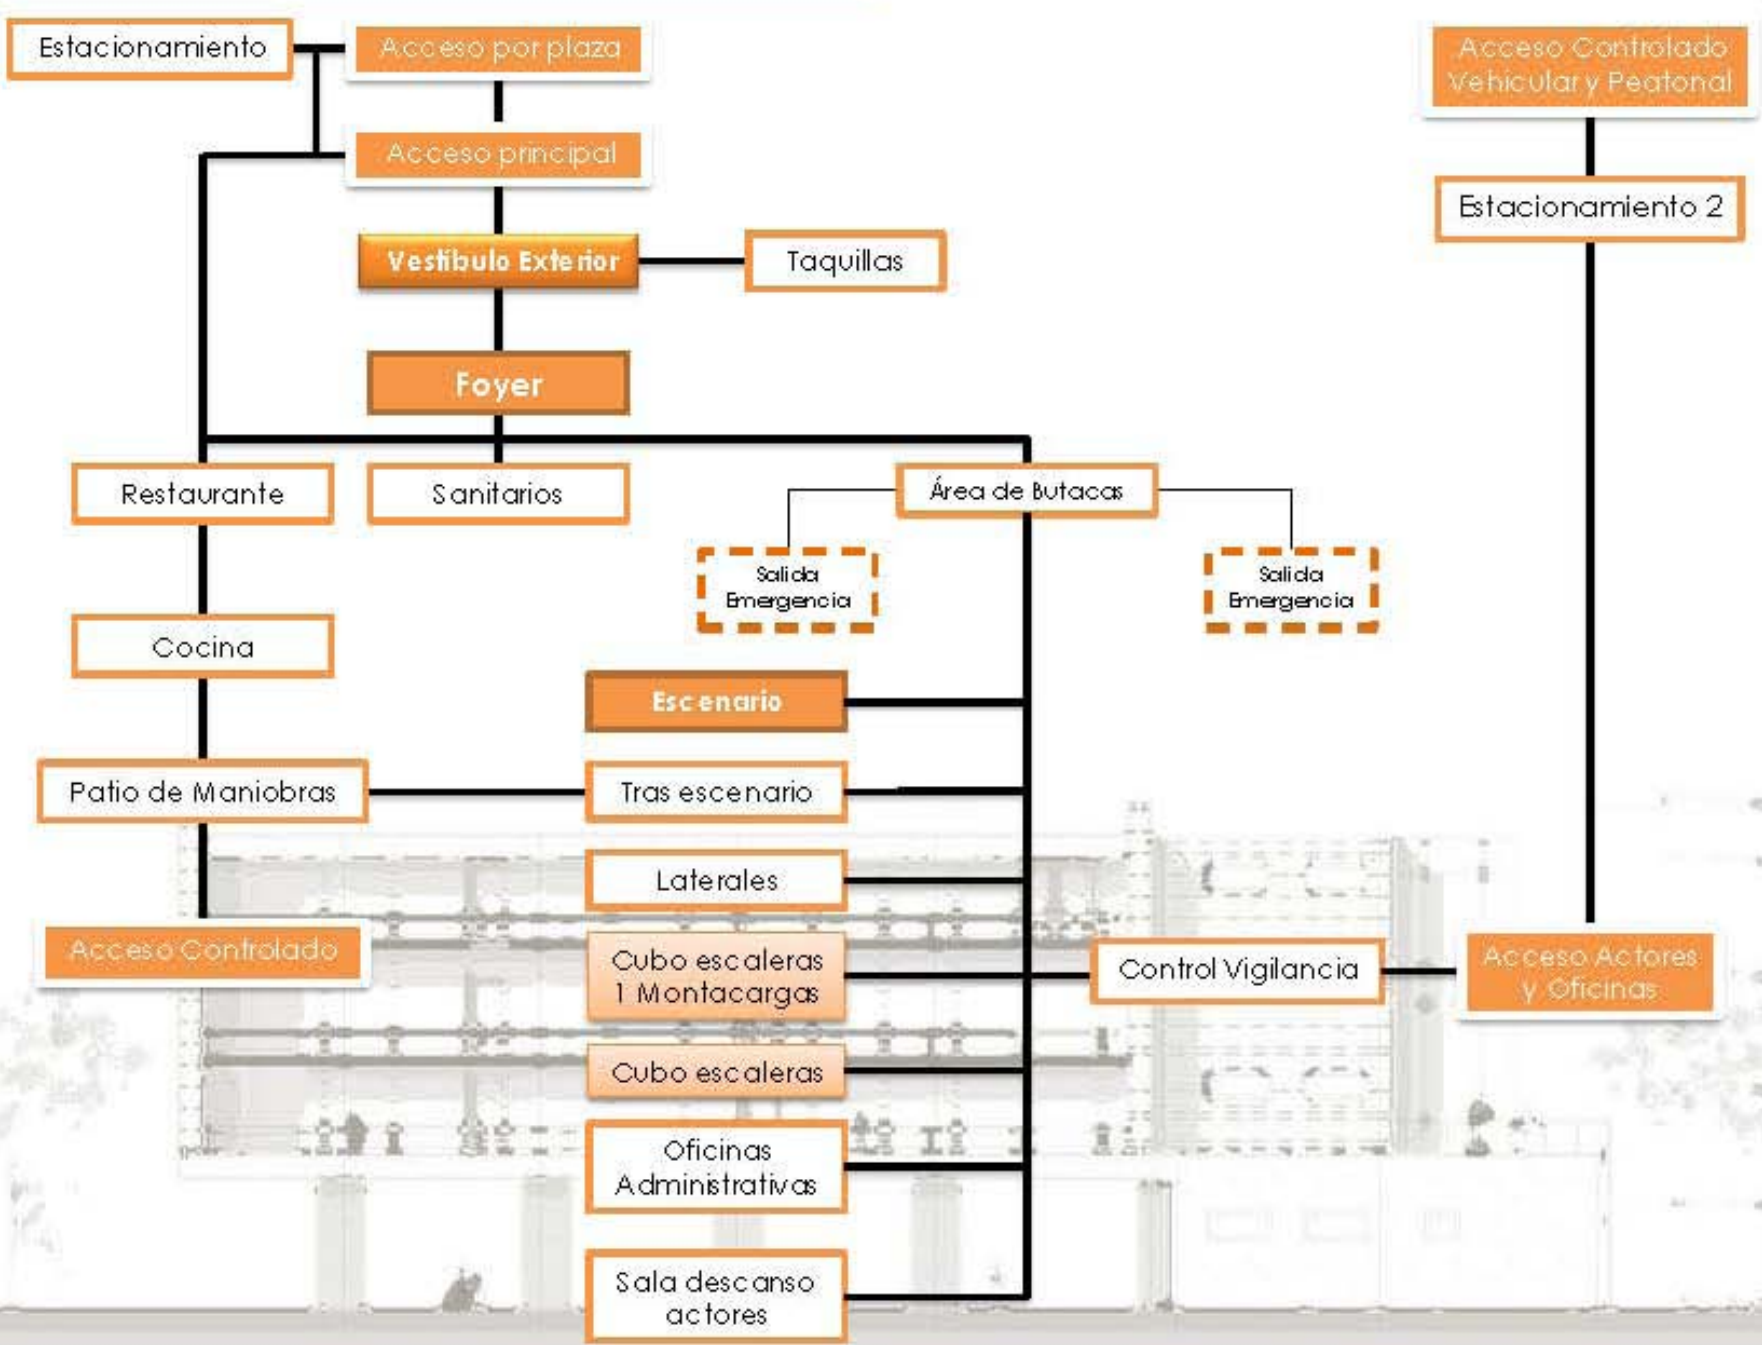 Estacionamiento
Acceso por plaza
Acceso Controlado
Vehicular y Peatonal
Acceso principal
Estacionamiento 2
Vestíbulo Exterior
Taquillas
Foyer
Restaurante
Sanitarios
Área de Butacas
Salida
Emergencia
Salida
Emergencia
Cocina
Escenario
Patio de Maniobras
Tras escenario
Laterales
Acceso Controlado
Cubo escaleras
1 Montacargas
Control Vigilancia
Acceso Actores
y Oficinas
Cubo escaleras
Oficinas
Administrativas
Sala descanso
actores